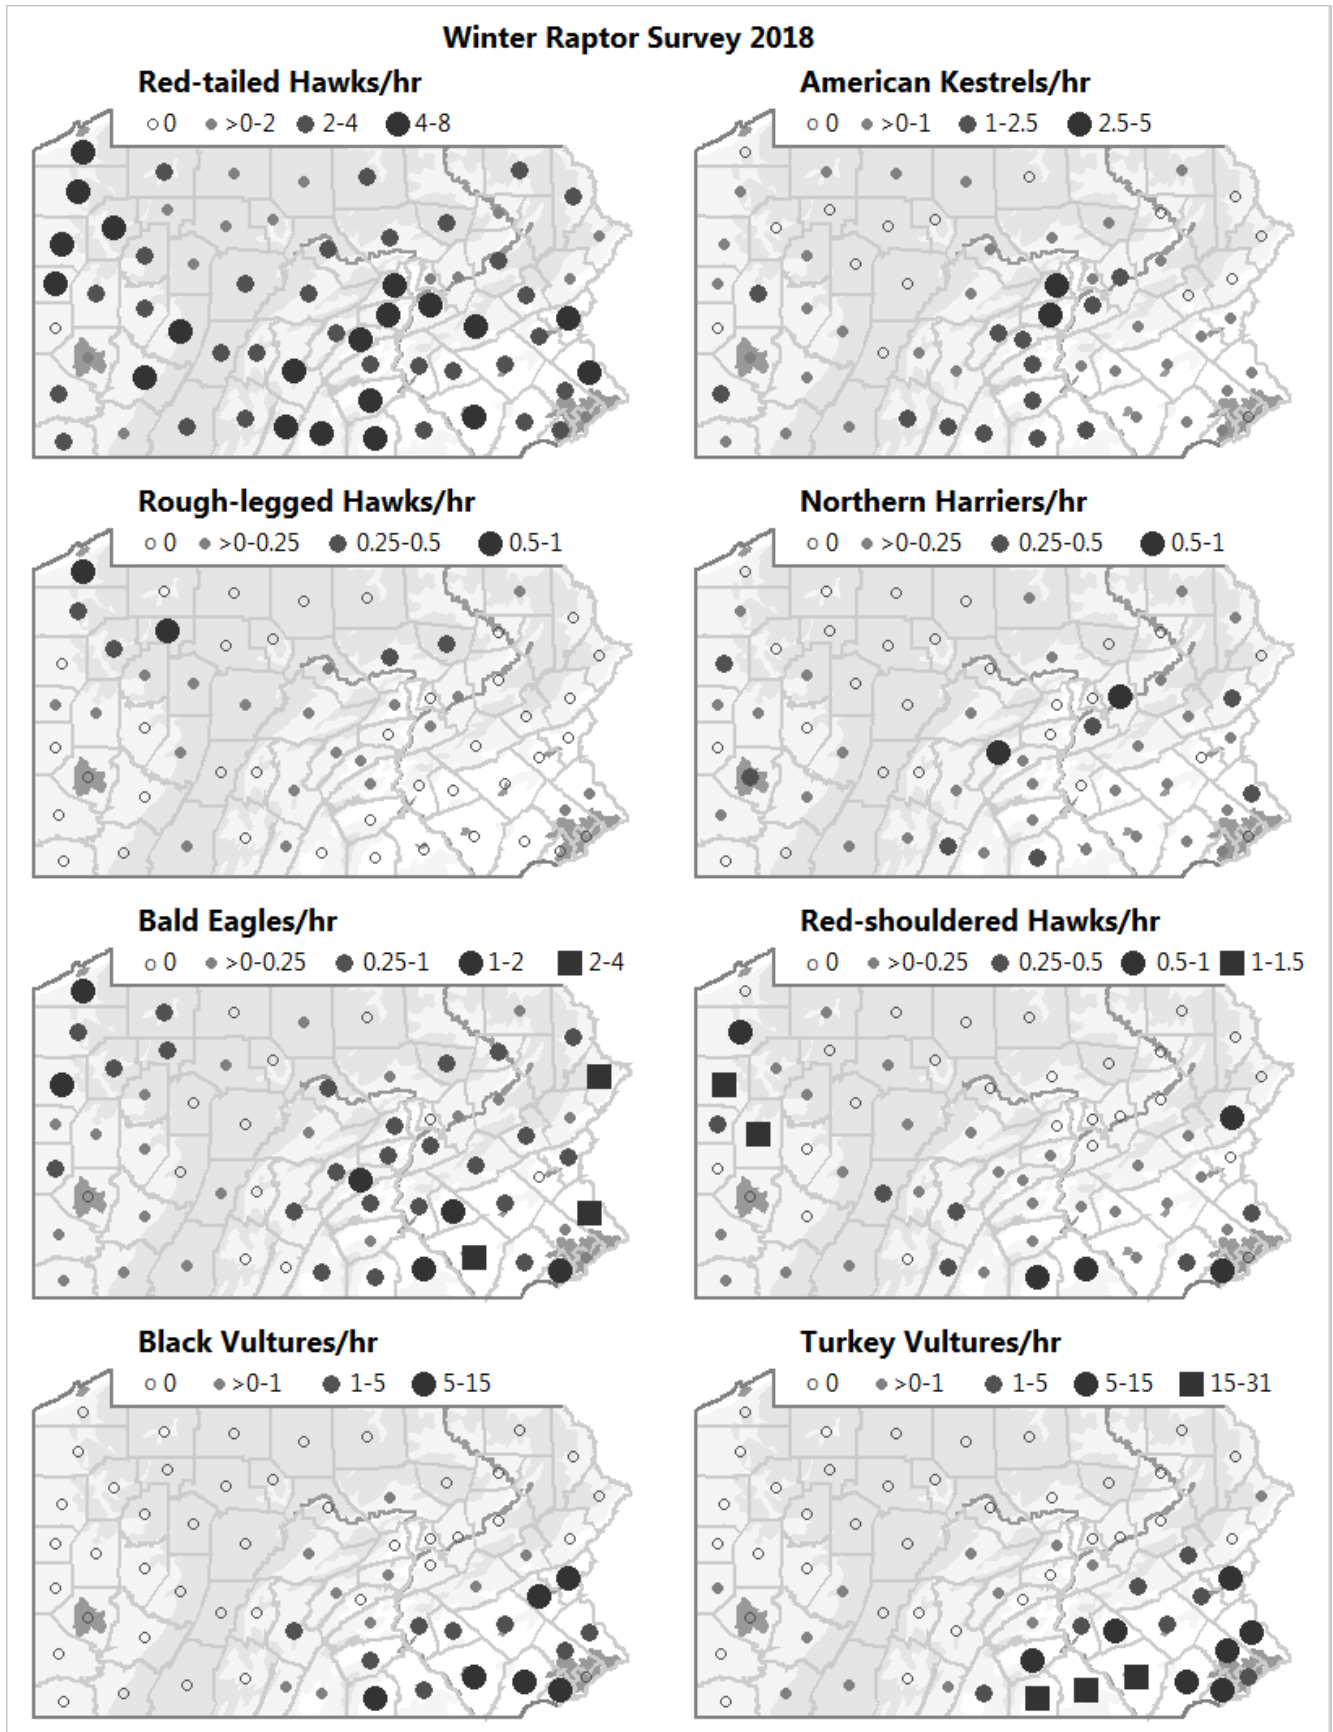 Winter Raptor Survey 2018
Red-tailed Hawks/hr
0 >0-2 2-4 4-8
American Kestrels/hr
0 >0-1 1-2.5 2.5-5
Rough-legged Hawks/hr
0 >0-0.25 0.25-0.5 0.5-1
Northern Harriers/hr
0 >0-0.25 0.25-0.5 0.5-1
Bald Eagles/hr
0 >0-0.25 0.25-1 1-2 2-4
Red-shouldered Hawks/hr
0 >0-0.25 0.25-0.5 0.5-1 1-1.5
Black Vultures/hr
0 >0-1 1-5 5-15
Turkey Vultures/hr
0 >0-1 1-5 5-15 15-31